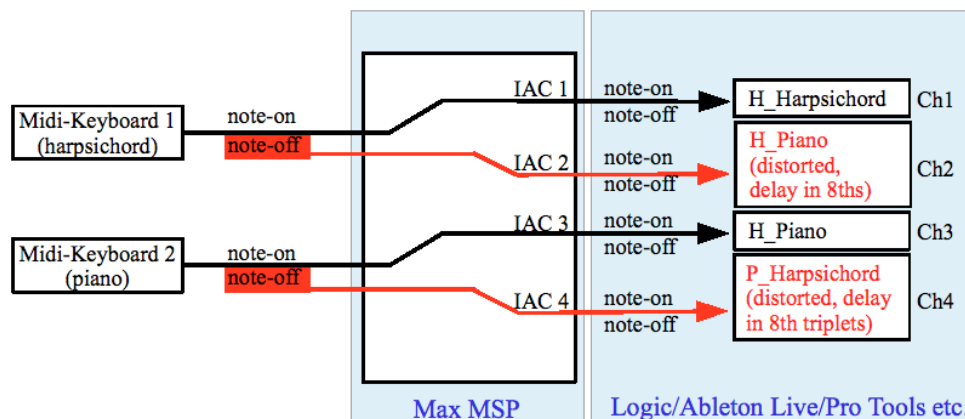 Midi-Keyboard 1
(harpsichord)
note-on
note-off
IAC 1
note-on
note-off
H_Harpsichord
Ch1
IAC 2
note-on
note-off
H_Piano
(distorted,
delay in 8ths)
Ch2
Midi-Keyboard 2
(piano)
note-on
note-off
IAC 3
note-on
note-off
H_Piano
Ch3
IAC 4
note-on
note-off
P_Harpsichord
(distorted, delay
in 8th triplets)
Ch4
Max MSP
Logic/Ableton Live/Pro Tools etc